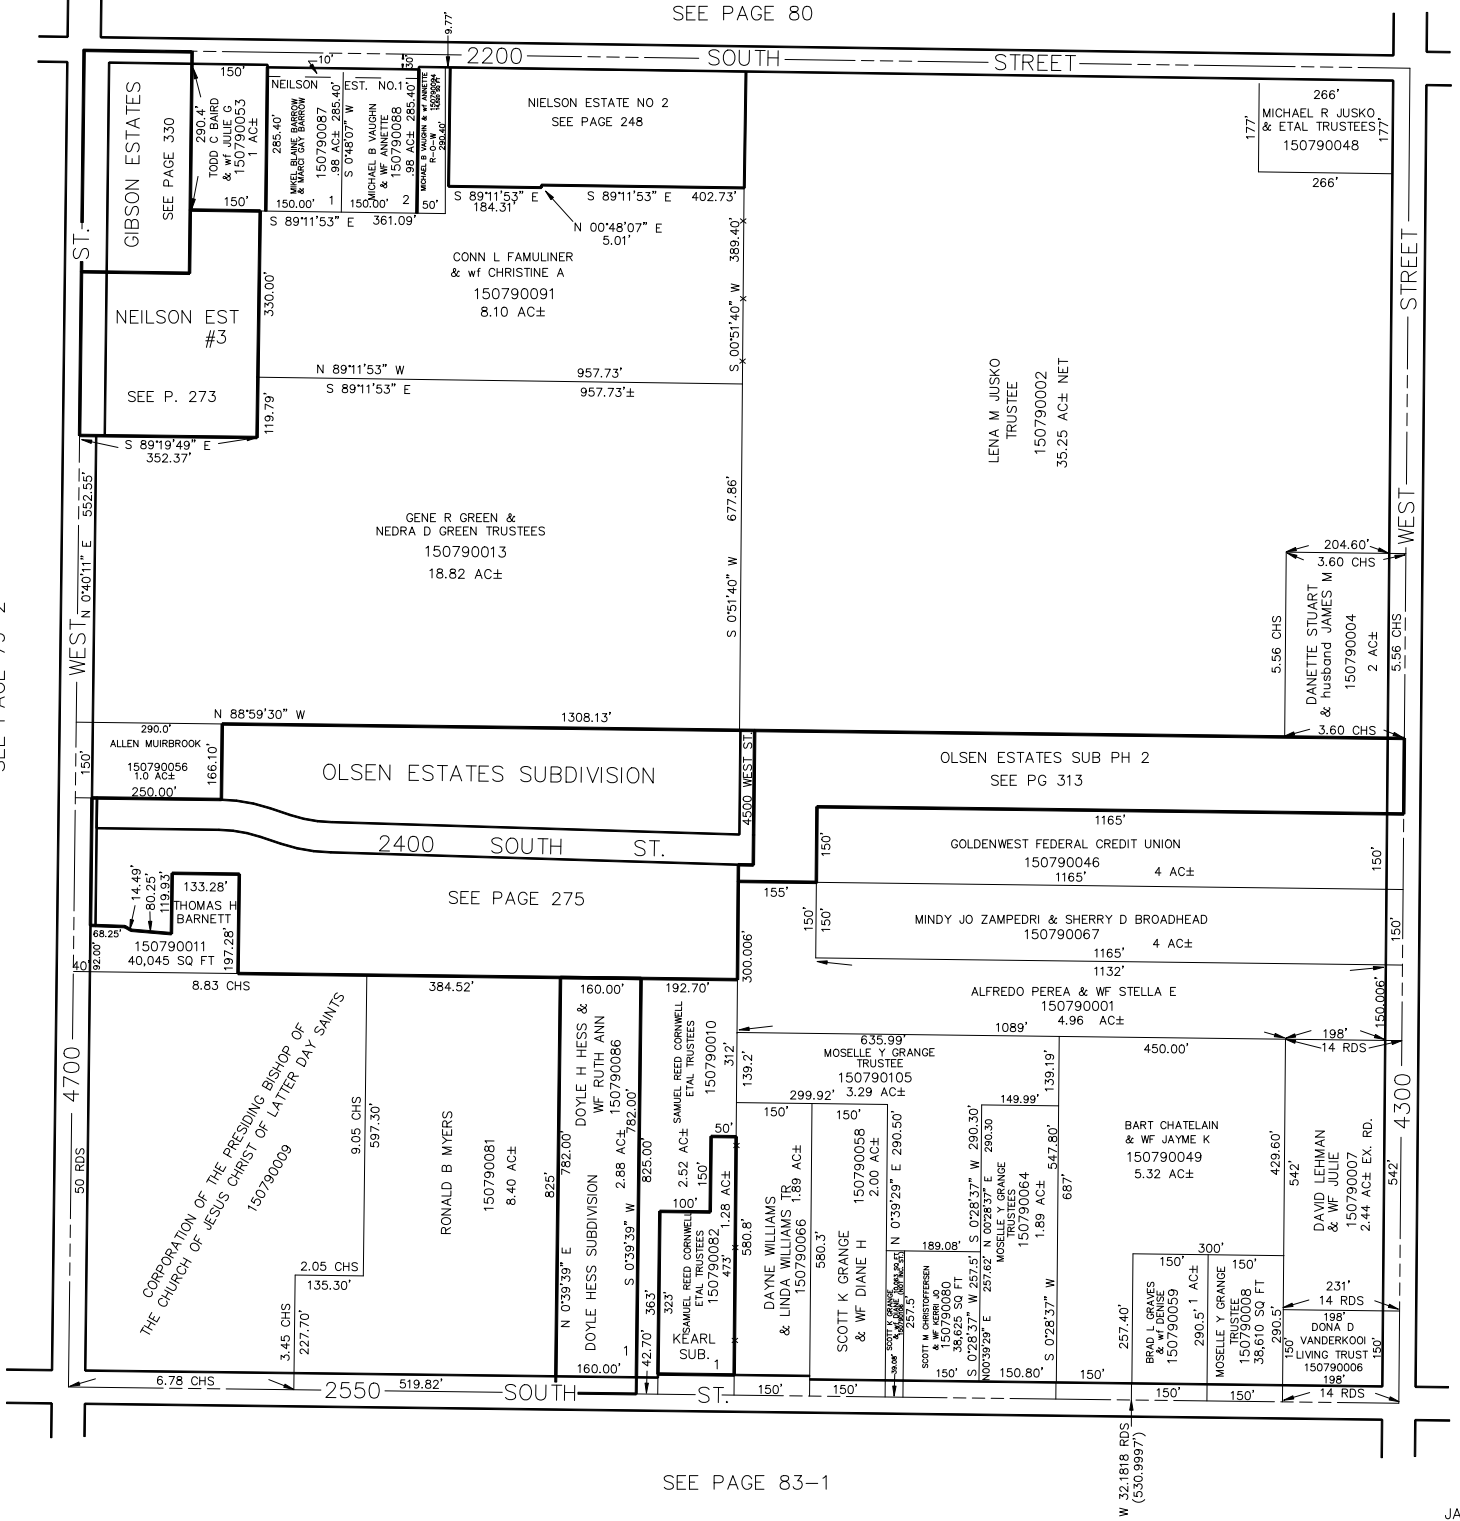 SEE PAGE 80
2200 SOUTH STREET
9.77'
10'
30'
GIBSON ESTATES
SEE PAGE 330
150'
290.4'
TODD C BAIRD
& wf JULIE G
150790053
1 AC±
150'
NEILSON EST. NO.1
285.40'
MIKEL BLAINE BARROW
& MARCI GAY BARROW
150790087
.98 AC± 285.40'
150.00' 1
S 0°48'07" W
MICHAEL B VAUGHN
& WF ANNETTE
150790088
.98 AC± 285.40'
150.00' 2
MICHAEL B VAUGHN & wf ANNETTE
150790094
R-O-W
290.40'
50'
S 89°11'53" E 361.09'
NIELSON ESTATE NO 2
SEE PAGE 248
S 89°11'53" E
184.31'
S 89°11'53" E 402.73'
N 00°48'07" E
5.01'
266'
177'
MICHAEL R JUSKO
& ETAL TRUSTEES
150790048
177'
266'
ST.
NEILSON EST
#3
SEE P. 273
330.00'
119.79'
S 89°19'49" E
352.37'
CONN L FAMULINER
& wf CHRISTINE A
150790091
8.10 AC±
S 00°51'40" W 389.40'
N 89°11'53" W 957.73'
S 89°11'53" E 957.73'±
LENA M JUSKO
TRUSTEE
150790002
35.25 AC± NET
WEST STREET
GENE R GREEN &
NEDRA D GREEN TRUSTEES
150790013
18.82 AC±
S 0°51'40" W 677.86'
N 0°40'11" E 552.55'
WEST
204.60'
3.60 CHS
5.56 CHS
DANETTE STUART
& husband JAMES M
150790004
2 AC±
5.56 CHS
3.60 CHS
N 88°59'30" W 1308.13'
290.0'
ALLEN MUIRBROOK
150790056
1.0 AC±
250.00'
150'
166.10'
OLSEN ESTATES SUBDIVISION
4500 WEST ST.
OLSEN ESTATES SUB PH 2
SEE PG 313
2400 SOUTH ST.
1165'
150'
GOLDENWEST FEDERAL CREDIT UNION
150790046
1165' 4 AC±
150'
SEE PAGE 275
155'
14.49'
80.25'
119.93'
133.28'
THOMAS H
BARNETT
150790011
40,045 SQ FT
197.28'
68.25'
92.00'
40'
150'
150'
MINDY JO ZAMPEDRI & SHERRY D BROADHEAD
150790067 4 AC±
1165'
150'
300.006'
1132'
ALFREDO PEREA & WF STELLA E
150790001
4.96 AC±
1089'
150.006'
198'
14 RDS
8.83 CHS
384.52'
160.00'
192.70'
4700
50 RDS
CORPORATION OF THE PRESIDING BISHOP OF
THE CHURCH OF JESUS CHRIST OF LATTER DAY SAINTS
150790009
9.05 CHS
597.30'
2.05 CHS
135.30'
3.45 CHS
227.70'
6.78 CHS
RONALD B MYERS
150790081
8.40 AC±
825'
N 0°39'39" E 782.00'
DOYLE H HESS &
WF RUTH ANN
150790086
2.88 AC±
DOYLE HESS SUBDIVISION
1
S 0°39'39" W 782.00'
160.00'
825.00'
363'
42.70'
SAMUEL REED CORNWELL
ETAL TRUSTEES
150790010
2.52 AC±
312'
50'
150'
100'
323'
SAMUEL REED CORNWELL
ETAL TRUSTEES
150790082
1.28 AC±
473'
KEARL
SUB.
1
139.2'
635.99'
MOSELLE Y GRANGE
TRUSTEE
150790105
3.29 AC±
299.92'
139.19'
150'
580.8'
DAYNE WILLIAMS
& LINDA WILLIAMS TR
150790066 1.89 AC±
150'
580.3'
SCOTT K GRANGE
& WF DIANE H
150790058
2.00 AC±
150'
150'
N 0°39'29" E 290.50'
189.08'
SCOTT K GRANGE
39.08'
257.5'
SCOTT M CHRISTOFFERSEN
& WF KERRI JO
150790080
38,625 SQ FT
150'
S 0°28'37" W 257.5'
S 0°28'37" W 290.30'
N00°39'29" E 257.62'
N 00°28'37" E 290.30
149.99'
MOSELLE Y GRANGE
TRUSTEES
150790064
1.89 AC±
150.80'
S 0°28'37" W 547.80'
687'
450.00'
BART CHATELAIN
& WF JAYME K
150790049
5.32 AC±
429.60'
542'
150'
257.40'
300'
150'
BRAD L GRAVES
& wf DENISE
150790059
290.5' 1 AC±
150'
150'
MOSELLE Y GRANGE
TRUSTEE
150790008
38,610 SQ FT
290.5'
150'
DAVID LEHMAN
& WF JULIE
150790007
2.44 AC± EX. RD.
542'
4300
231'
14 RDS
198'
DONA D
VANDERKOOI
LIVING TRUST
150790006
198'
150'
150'
14 RDS
2550 519.82' SOUTH ST.
W 32.1818 RDS
(530.9997')
SEE PAGE 83-1
JA